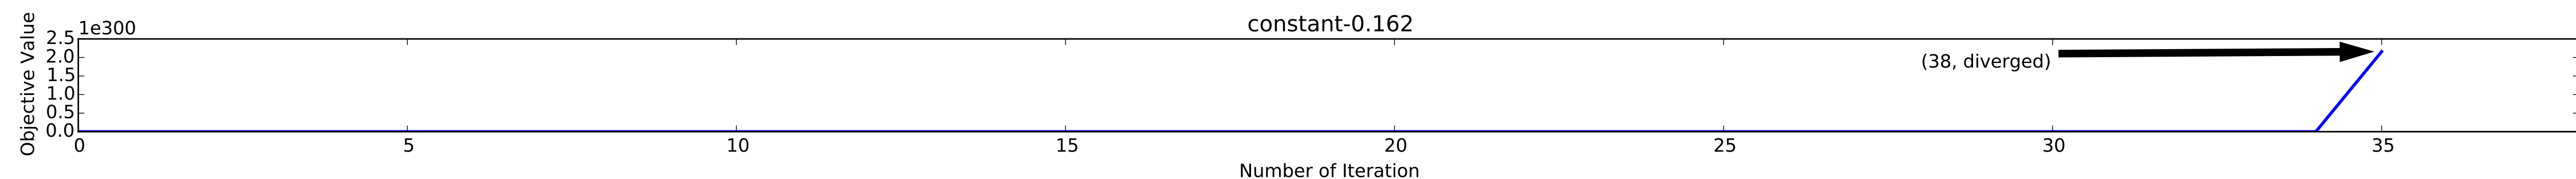 constant-0.162
1e300
Objective Value
2.5
2.0
1.5
1.0
0.5
0.0
(38, diverged)
0 5 10 15 20 25 30 35
Number of Iteration